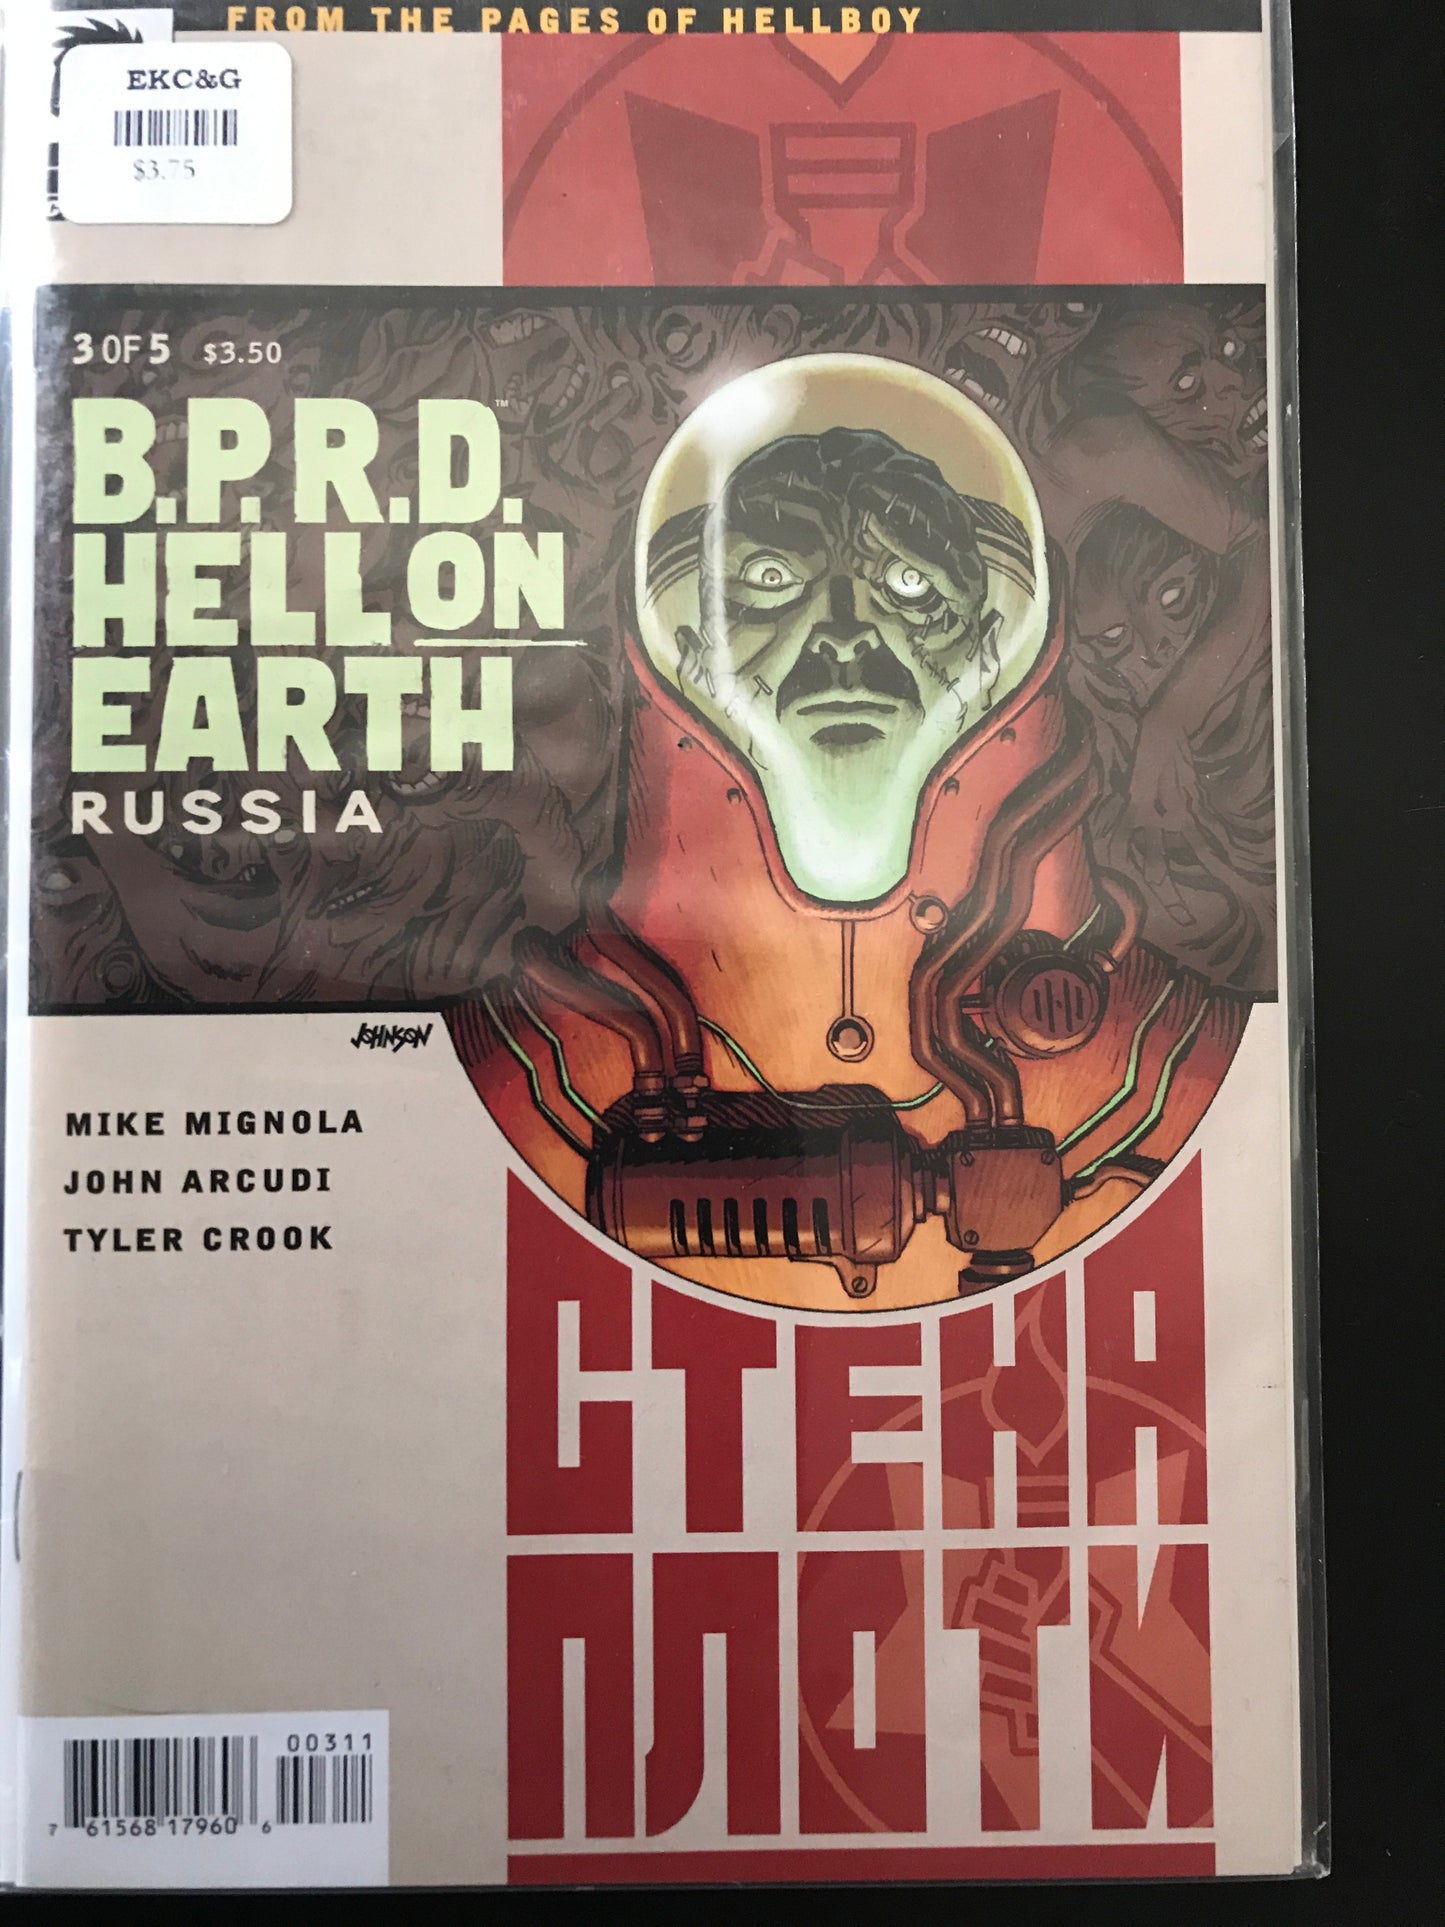 FROM THE PAGES OF HELLBOY
EKC&G
$3.75
3 OF 5 $3.50
B.P.R.D.™
HELL ON
EARTH
RUSSIA
JOHNSON
MIKE MIGNOLA
JOHN ARCUDI
TYLER CROOK
СТЕНА
ПЛОТИ
00311
7 61568 17960 6